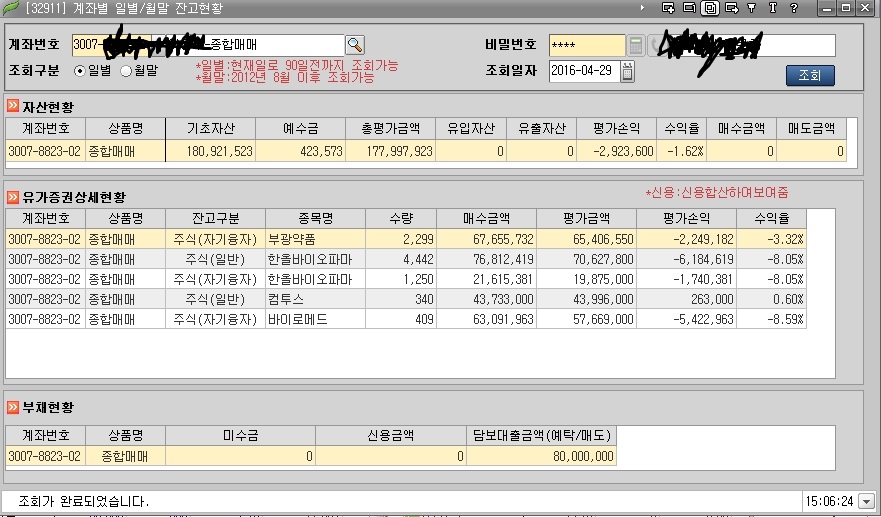 [32911] 계좌별 일별/월말 잔고현황
계좌번호 3007- -종합매매 비밀번호 ****
조회구분 일별 월말 *일별:현재일로 90일전까지 조회가능 조회일자 2016-04-29 조회
*월말:2012년 8월 이후 조회가능
자산현황
계좌번호 상품명 기초자산 예수금 총평가금액 유입자산 유출자산 평가손익 수익율 매수금액 매도금액
3007-8823-02 종합매매 180,921,523 423,573 177,997,923 0 0 -2,923,600 -1.62% 0 0
유가증권상세현황 *신용:신용합산하여보여줌
계좌번호 상품명 잔고구분 종목명 수량 매수금액 평가금액 평가손익 수익율
3007-8823-02 종합매매 주식(자기융자) 부광약품 2,299 67,655,732 65,406,550 -2,249,182 -3.32%
3007-8823-02 종합매매 주식(일반) 한올바이오파마 4,442 76,812,419 70,627,800 -6,184,619 -8.05%
3007-8823-02 종합매매 주식(자기융자) 한올바이오파마 1,250 21,615,381 19,875,000 -1,740,381 -8.05%
3007-8823-02 종합매매 주식(일반) 컴투스 340 43,733,000 43,996,000 263,000 0.60%
3007-8823-02 종합매매 주식(자기융자) 바이로메드 409 63,091,963 57,669,000 -5,422,963 -8.59%
부채현황
계좌번호 상품명 미수금 신용금액 담보대출금액(예탁/매도)
3007-8823-02 종합매매 0 0 80,000,000
조회가 완료되었습니다. 15:06:24